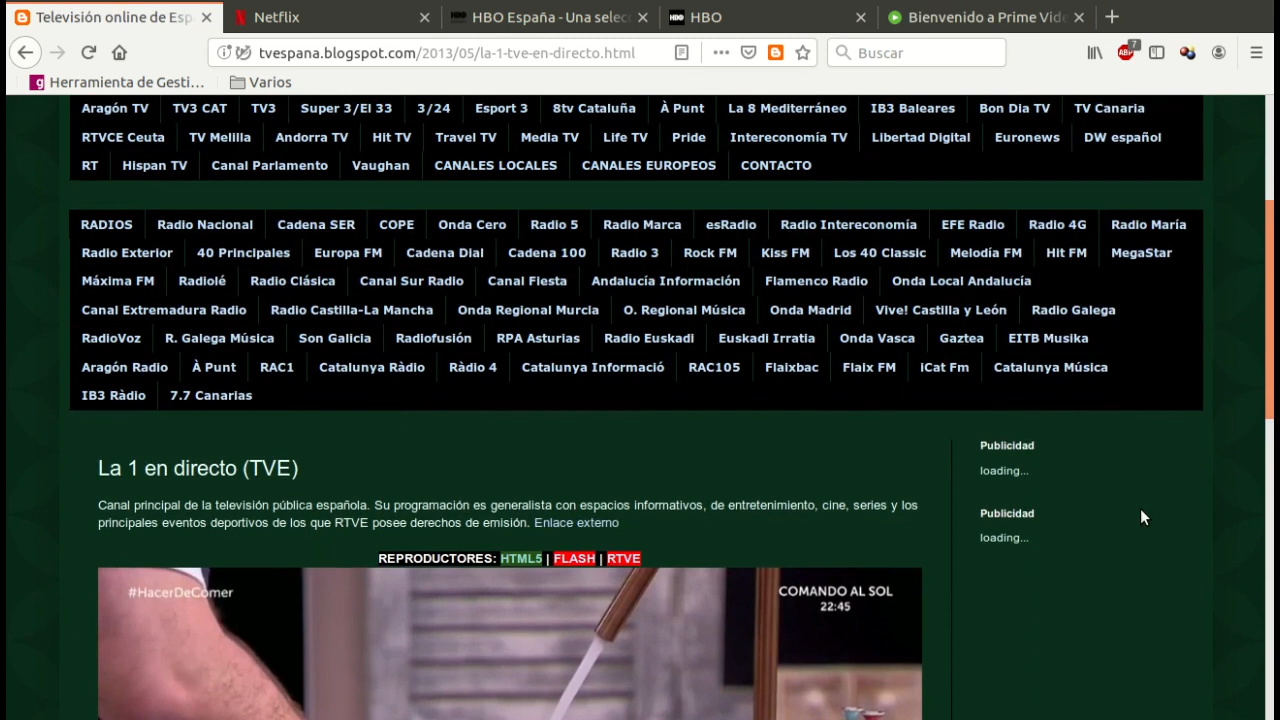 Televisión online de Esp
Netflix
HBO España - Una selec
HBO
Bienvenido a Prime Vide
tvespana.blogspot.com/2013/05/la-1-tve-en-directo.html
Buscar
ABP
7
g Herramienta de Gesti…
Varios
Aragón TV TV3 CAT TV3 Super 3/El 33 3/24 Esport 3 8tv Cataluña À Punt La 8 Mediterráneo IB3 Baleares Bon Dia TV TV Canaria
RTVCE Ceuta TV Melilla Andorra TV Hit TV Travel TV Media TV Life TV Pride Intereconomía TV Libertad Digital Euronews DW español
RT Hispan TV Canal Parlamento Vaughan CANALES LOCALES CANALES EUROPEOS CONTACTO
RADIOS Radio Nacional Cadena SER COPE Onda Cero Radio 5 Radio Marca esRadio Radio Intereconomía EFE Radio Radio 4G Radio María
Radio Exterior 40 Principales Europa FM Cadena Dial Cadena 100 Radio 3 Rock FM Kiss FM Los 40 Classic Melodía FM Hit FM MegaStar
Máxima FM Radiolé Radio Clásica Canal Sur Radio Canal Fiesta Andalucía Información Flamenco Radio Onda Local Andalucía
Canal Extremadura Radio Radio Castilla-La Mancha Onda Regional Murcia O. Regional Música Onda Madrid Vive! Castilla y León Radio Galega
RadioVoz R. Galega Música Son Galicia Radiofusión RPA Asturias Radio Euskadi Euskadi Irratia Onda Vasca Gaztea EITB Musika
Aragón Radio À Punt RAC1 Catalunya Ràdio Ràdio 4 Catalunya Informació RAC105 Flaixbac Flaix FM iCat Fm Catalunya Música
IB3 Ràdio 7.7 Canarias
La 1 en directo (TVE)
Canal principal de la televisión pública española. Su programación es generalista con espacios informativos, de entretenimiento, cine, series y los
principales eventos deportivos de los que RTVE posee derechos de emisión. Enlace externo
REPRODUCTORES: HTML5 | FLASH | RTVE
#HacerDeComer
COMANDO AL SOL
22:45
Publicidad
loading...
Publicidad
loading...